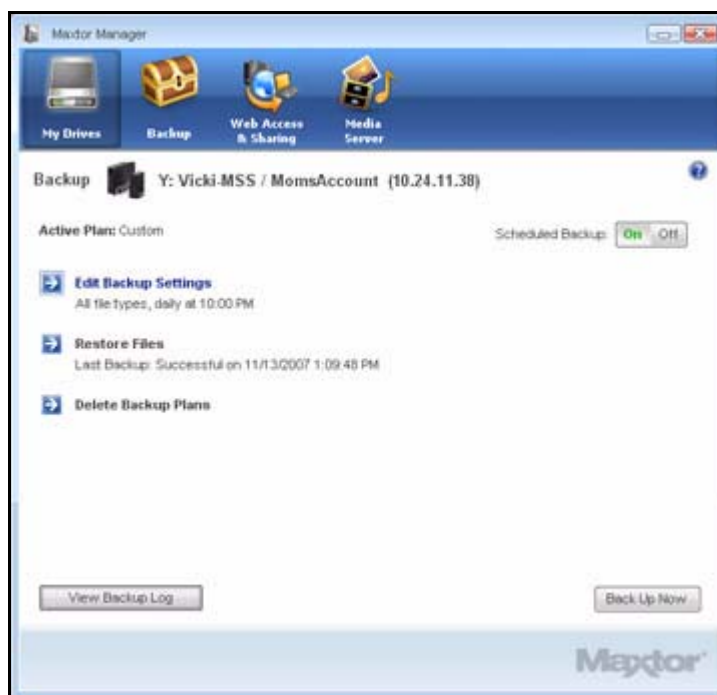 Maxtor Manager
My Drives
Backup
Web Access
& Sharing
Media
Server
Backup Y: Vicki-MSS / MomsAccount (10.24.11.38)
Active Plan: Custom
Scheduled Backup: On Off
Edit Backup Settings
All file types, daily at 10:00 PM
Restore Files
Last Backup: Successful on 11/13/2007 1:09:48 PM
Delete Backup Plans
View Backup Log
Back Up Now
Maxtor